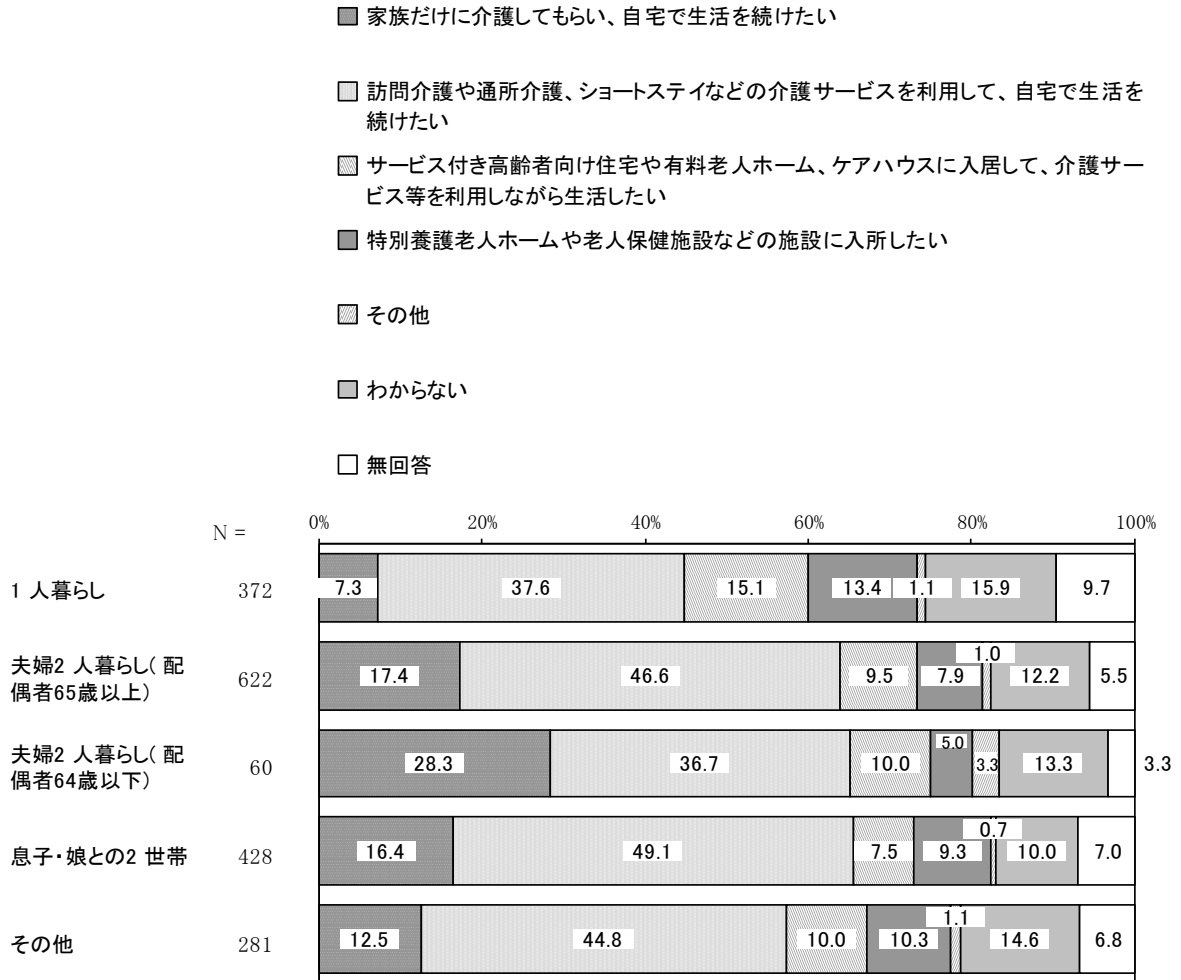 家族だけに介護してもらい、自宅で生活を続けたい
訪問介護や通所介護、ショートステイなどの介護サービスを利用して、自宅で生活を
続けたい
サービス付き高齢者向け住宅や有料老人ホーム、ケアハウスに入居して、介護サー
ビス等を利用しながら生活したい
特別養護老人ホームや老人保健施設などの施設に入所したい
その他
わからない
無回答
N = 0% 20% 40% 60% 80% 100%
1 人暮らし 372 7.3 37.6 15.1 13.4 1.1 15.9 9.7
夫婦2 人暮らし( 配
偶者65歳以上) 622 17.4 46.6 9.5 7.9 1.0 12.2 5.5
夫婦2 人暮らし( 配
偶者64歳以下) 60 28.3 36.7 10.0 5.0 3.3 13.3 3.3
息子・娘との2 世帯 428 16.4 49.1 7.5 9.3 0.7 10.0 7.0
その他 281 12.5 44.8 10.0 10.3 1.1 14.6 6.8